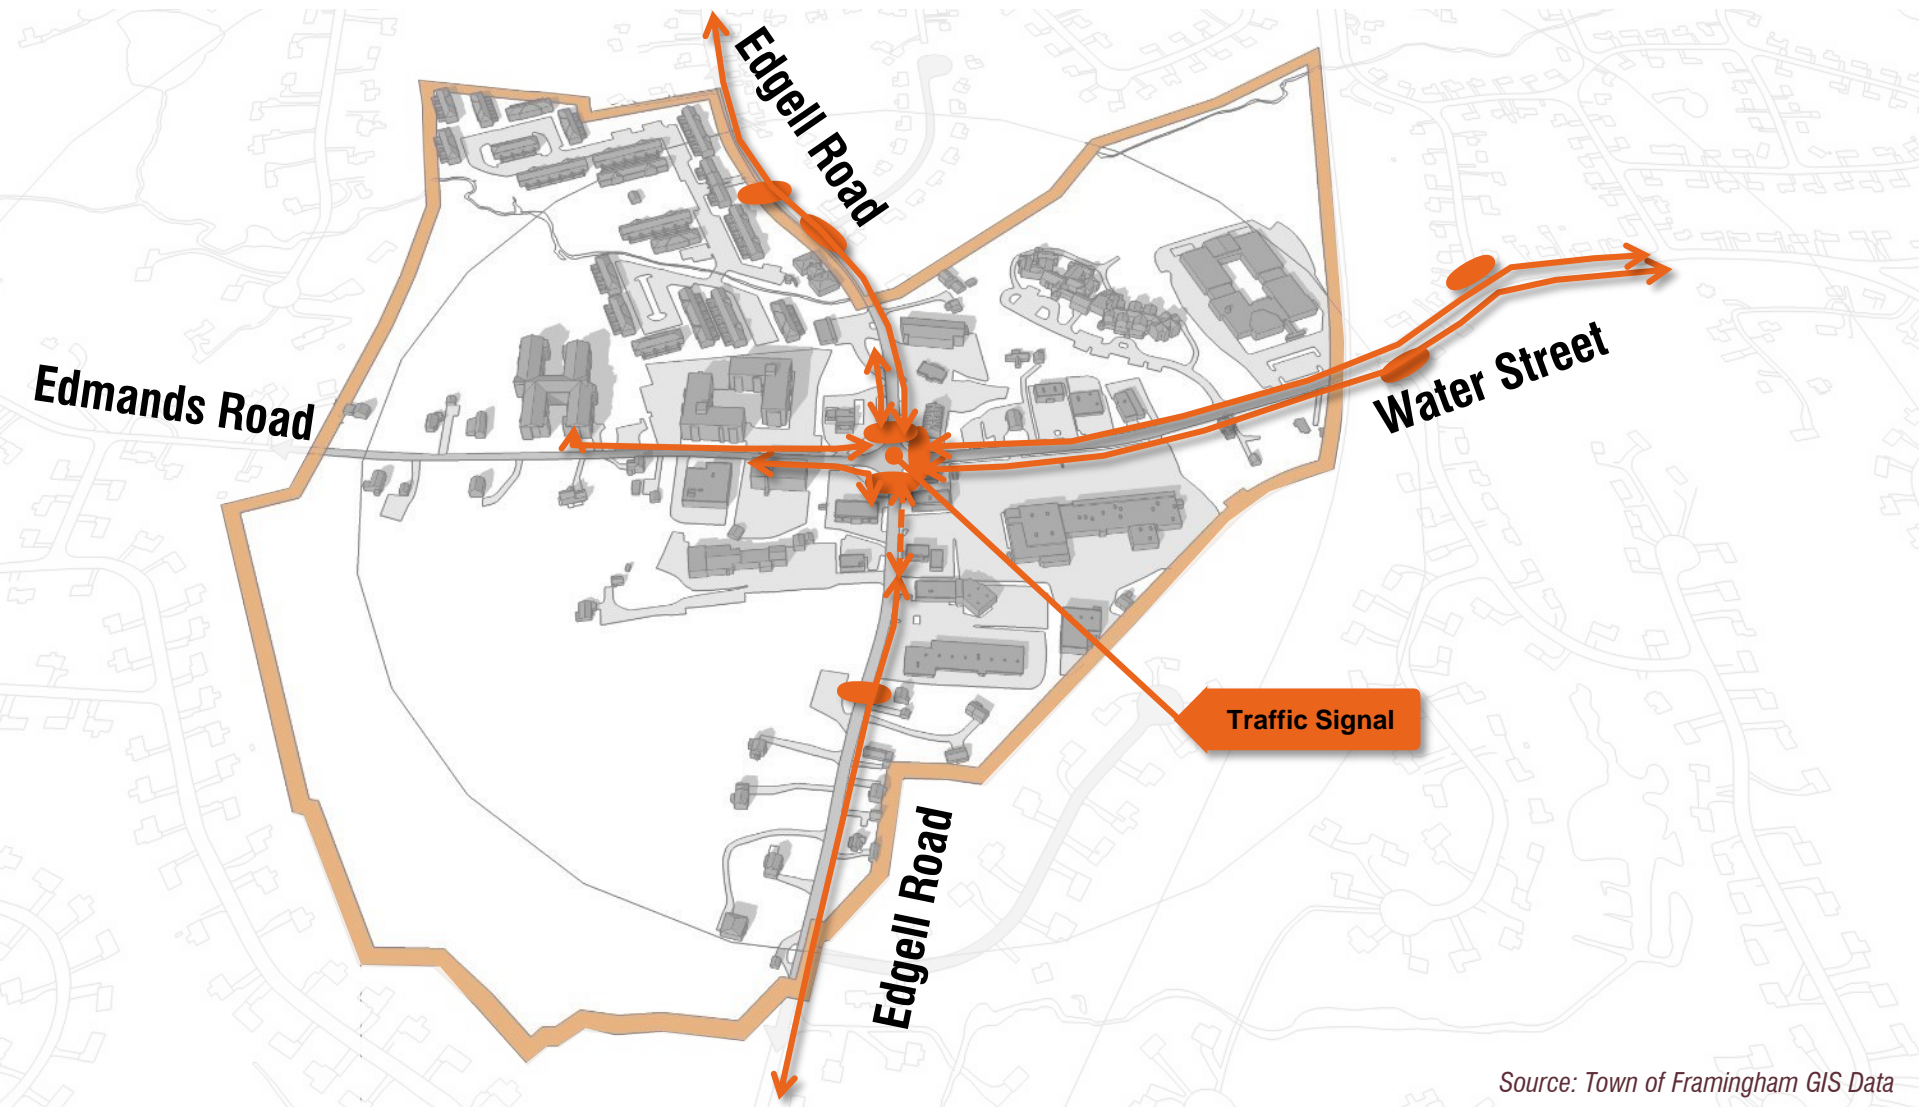 Edgell Road
Edmands Road
Water Street
Traffic Signal
Edgell Road
Source: Town of Framingham GIS Data